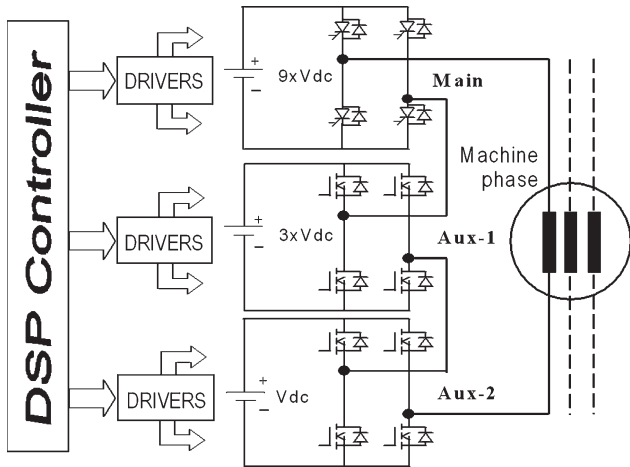 DSP Controller
DRIVERS
+
9xVdc
−
Main
Machine
phase
DRIVERS
+
3xVdc
−
Aux-1
DRIVERS
+
Vdc
−
Aux-2